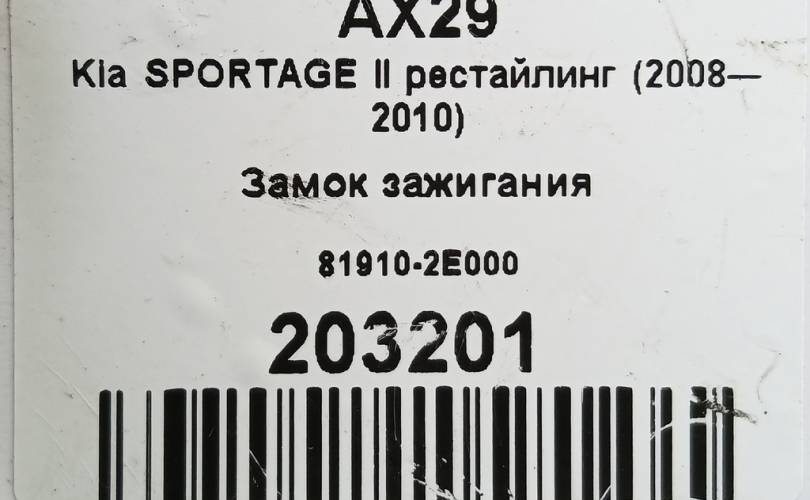 AX29
Kia SPORTAGE II рестайлинг (2008—
2010)
Замок зажигания
81910-2E000
203201